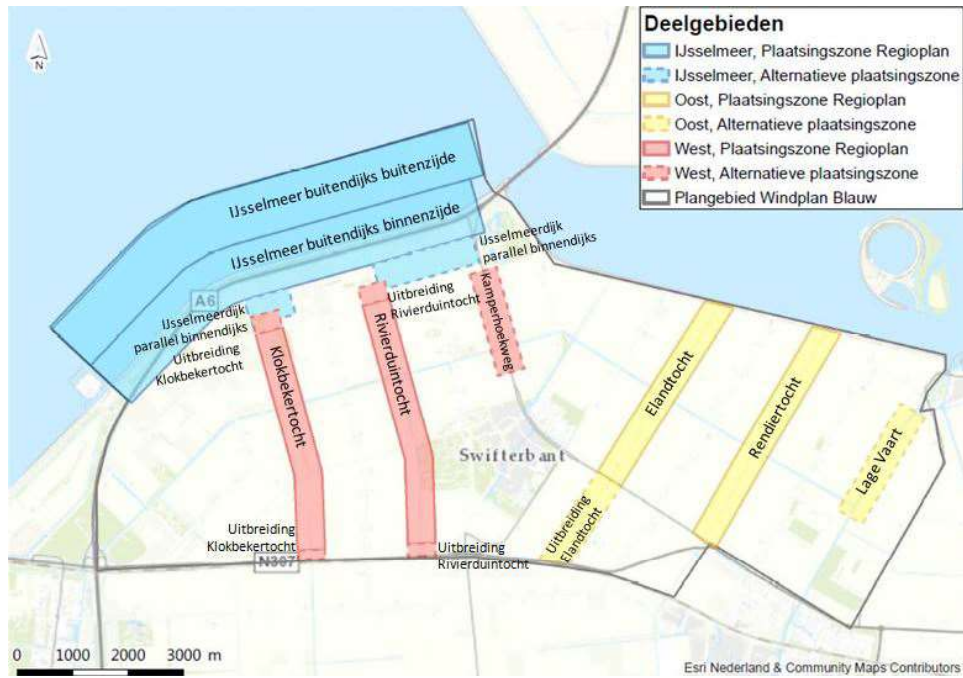 N
Deelgebieden
IJsselmeer, Plaatsingszone Regioplan
IJsselmeer, Alternatieve plaatsingszone
Oost, Plaatsingszone Regioplan
Oost, Alternatieve plaatsingszone
West, Plaatsingszone Regioplan
West, Alternatieve plaatsingszone
Plangebied Windplan Blauw
IJsselmeer buitendijks buitenzijde
IJsselmeer buitendijks binnenzijde
IJsselmeerdijk
parallel binnendijks
A6
IJsselmeerdijk
parallel binnendijks
Uitbreiding
Klokbekertocht
Uitbreiding
Rivierduintocht
Kamperhoekweg
Klokbekertocht
Rivierduintocht
Elandtocht
Rendiertocht
Lage Vaart
Swifterbant
Uitbreiding
Elandtocht
Uitbreiding
Klokbekertocht
Uitbreiding
Rivierduintocht
N307
0 1000 2000 3000 m
Esri Nederland & Community Maps Contributors